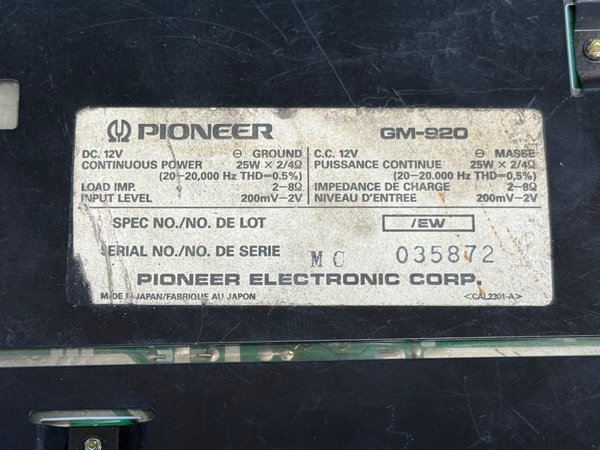 PIONEER GM-920
DC. 12V ⊖ GROUND
CONTINUOUS POWER 25W × 2/4Ω
(20-20,000 Hz THD=0.5%)
LOAD IMP. 2-8Ω
INPUT LEVEL 200mV-2V
C.C. 12V ⊖ MASSE
PUISSANCE CONTINUE 25W × 2/4Ω
(20-20.000 Hz THD=0,5%)
IMPEDANCE DE CHARGE 2-8Ω
NIVEAU D'ENTREE 200mV-2V
SPEC NO./NO. DE LOT /EW
SERIAL NO./NO. DE SERIE MC 035872
PIONEER ELECTRONIC CORP.
MADE IN JAPAN/FABRIQUE AU JAPON <CAL2301-A>